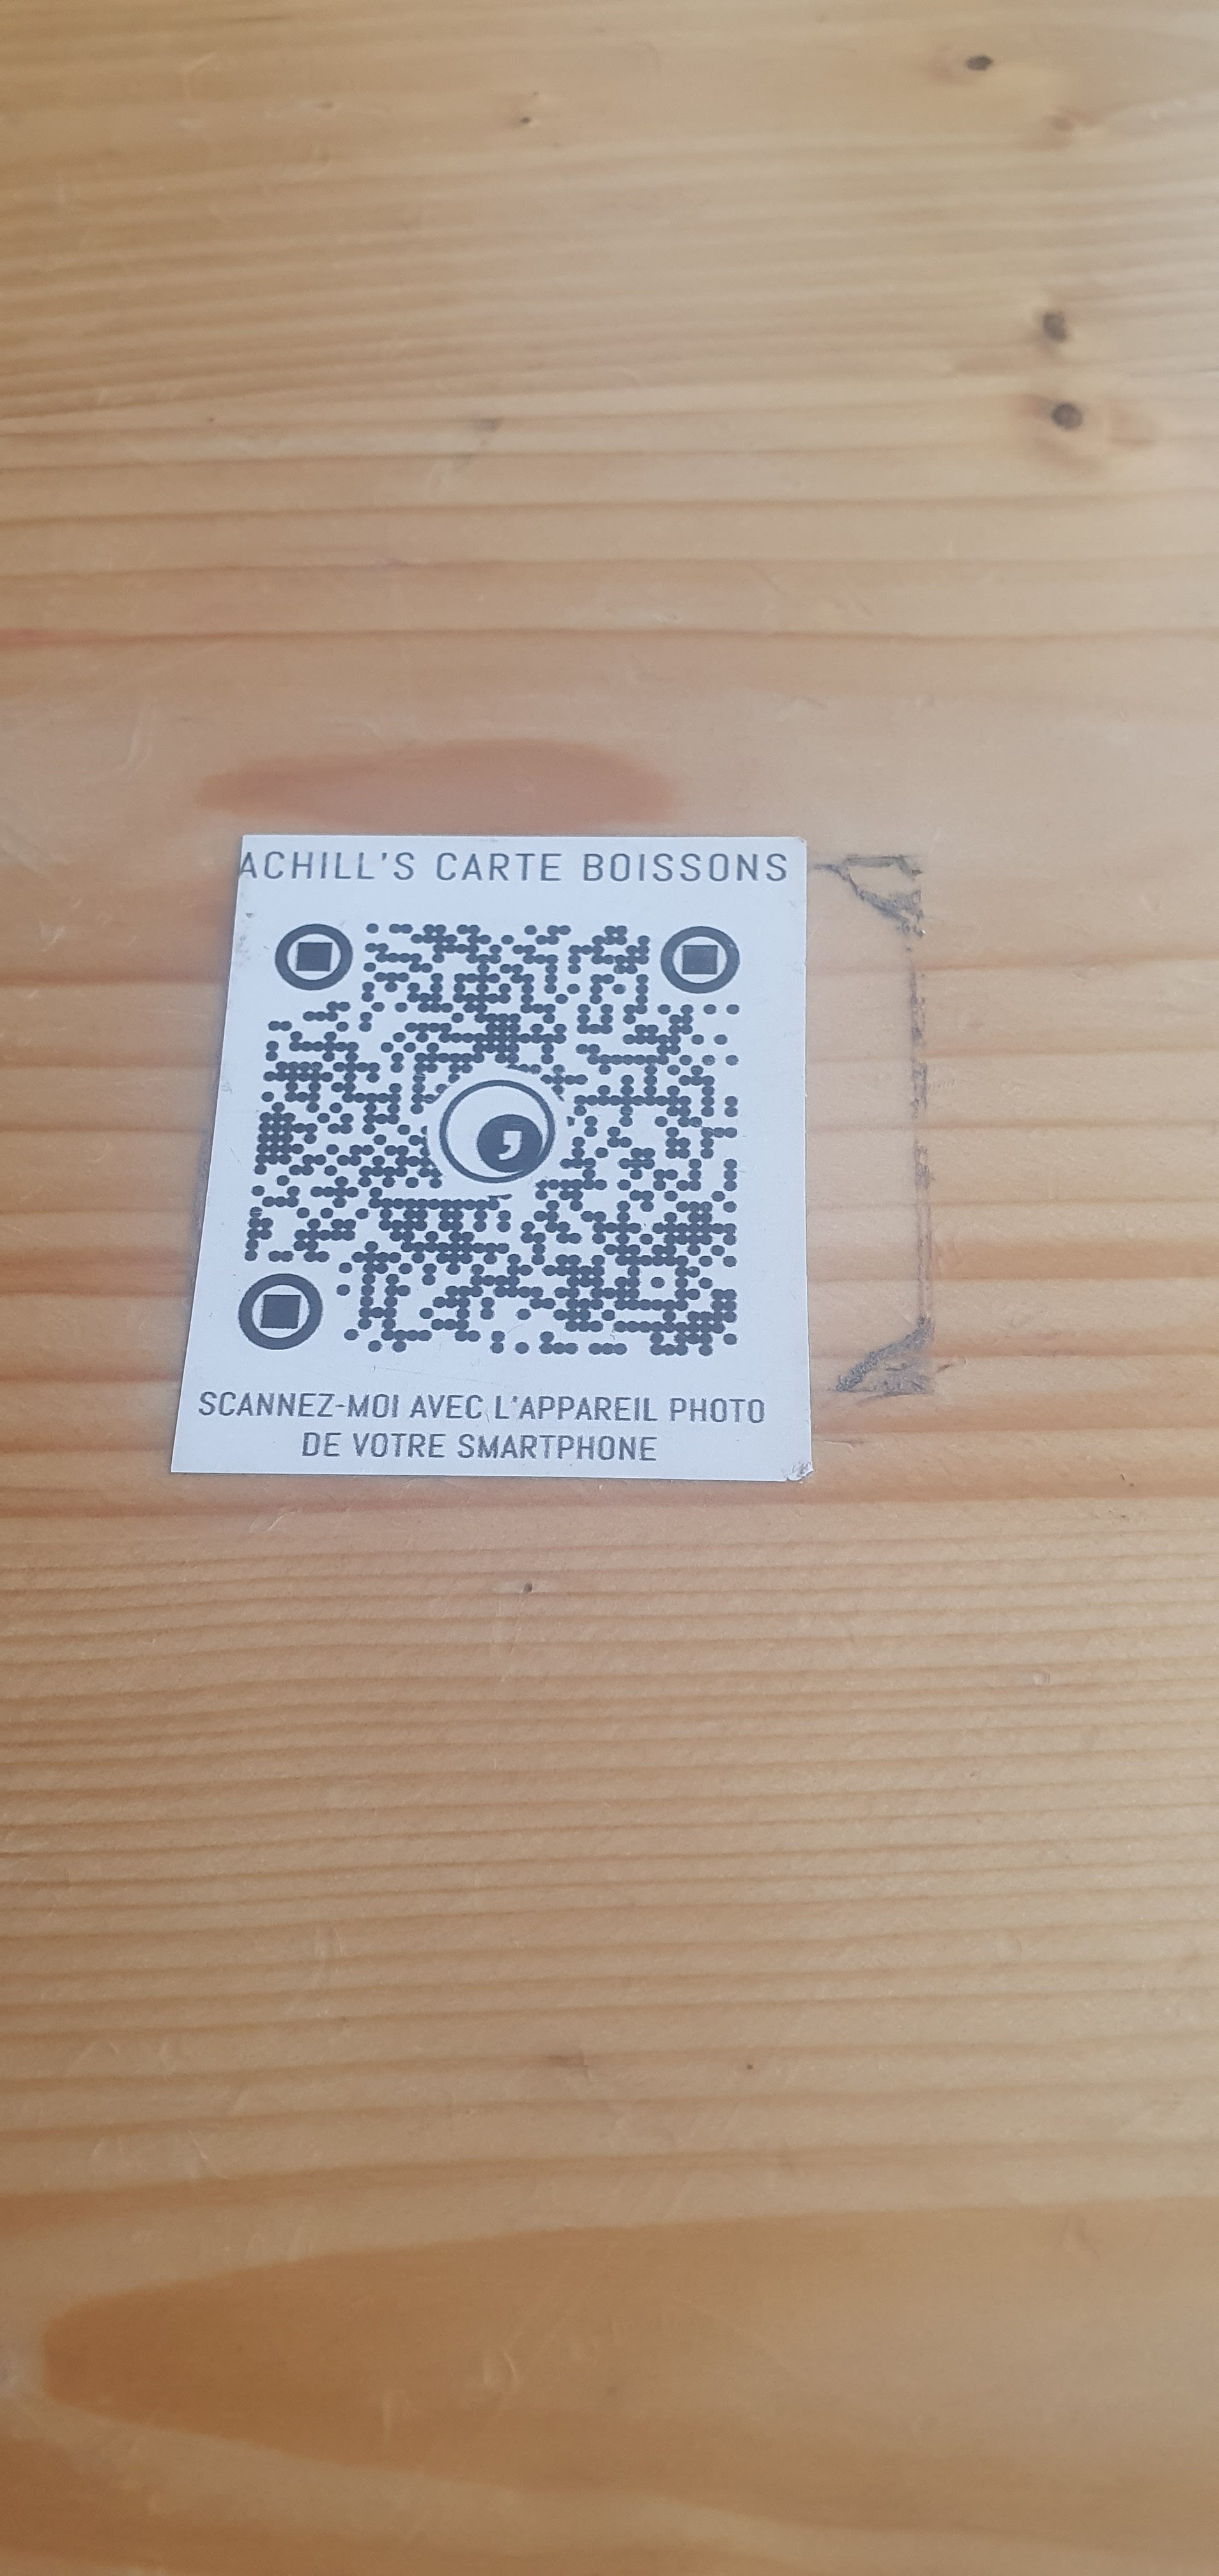 ACHILL'S CARTE BOISSONS
SCANNEZ-MOI AVEC L'APPAREIL PHOTO
DE VOTRE SMARTPHONE